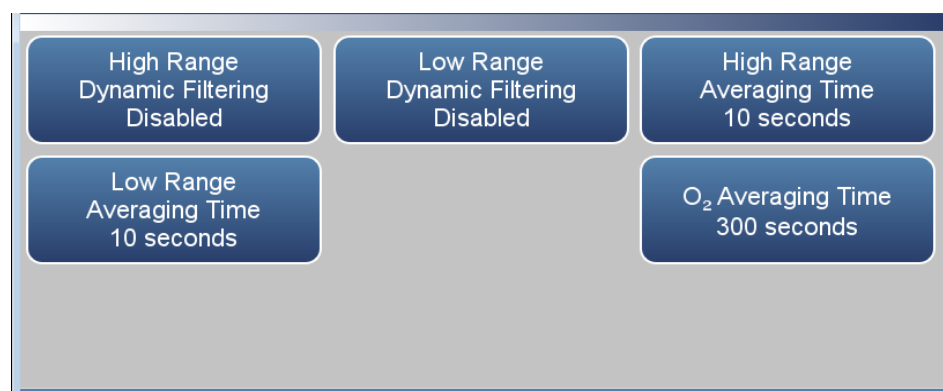 High Range
Dynamic Filtering
Disabled
Low Range
Dynamic Filtering
Disabled
High Range
Averaging Time
10 seconds
Low Range
Averaging Time
10 seconds
O₂ Averaging Time
300 seconds